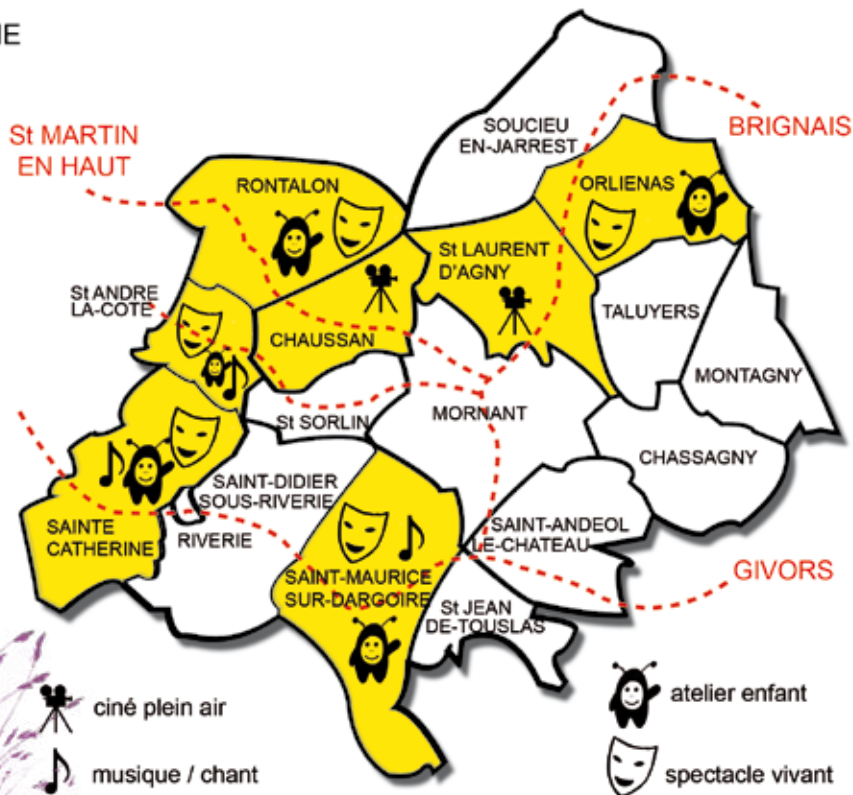 IE
St MARTIN
EN HAUT
BRIGNAIS
SOUCIEU
EN-JARREST
RONTALON
ORLIENAS
St LAURENT
D'AGNY
St ANDRE
LA-COTE
TALUYERS
CHAUSSAN
MONTAGNY
St SORLIN
MORNANT
CHASSAGNY
SAINT-DIDIER
SOUS-RIVERIE
SAINTE
CATHERINE
RIVERIE
SAINT-ANDEOL
LE-CHATEAU
SAINT-MAURICE
SUR-DARGOIRE
GIVORS
St JEAN
DE-TOUSLAS
ciné plein air
atelier enfant
musique / chant
spectacle vivant